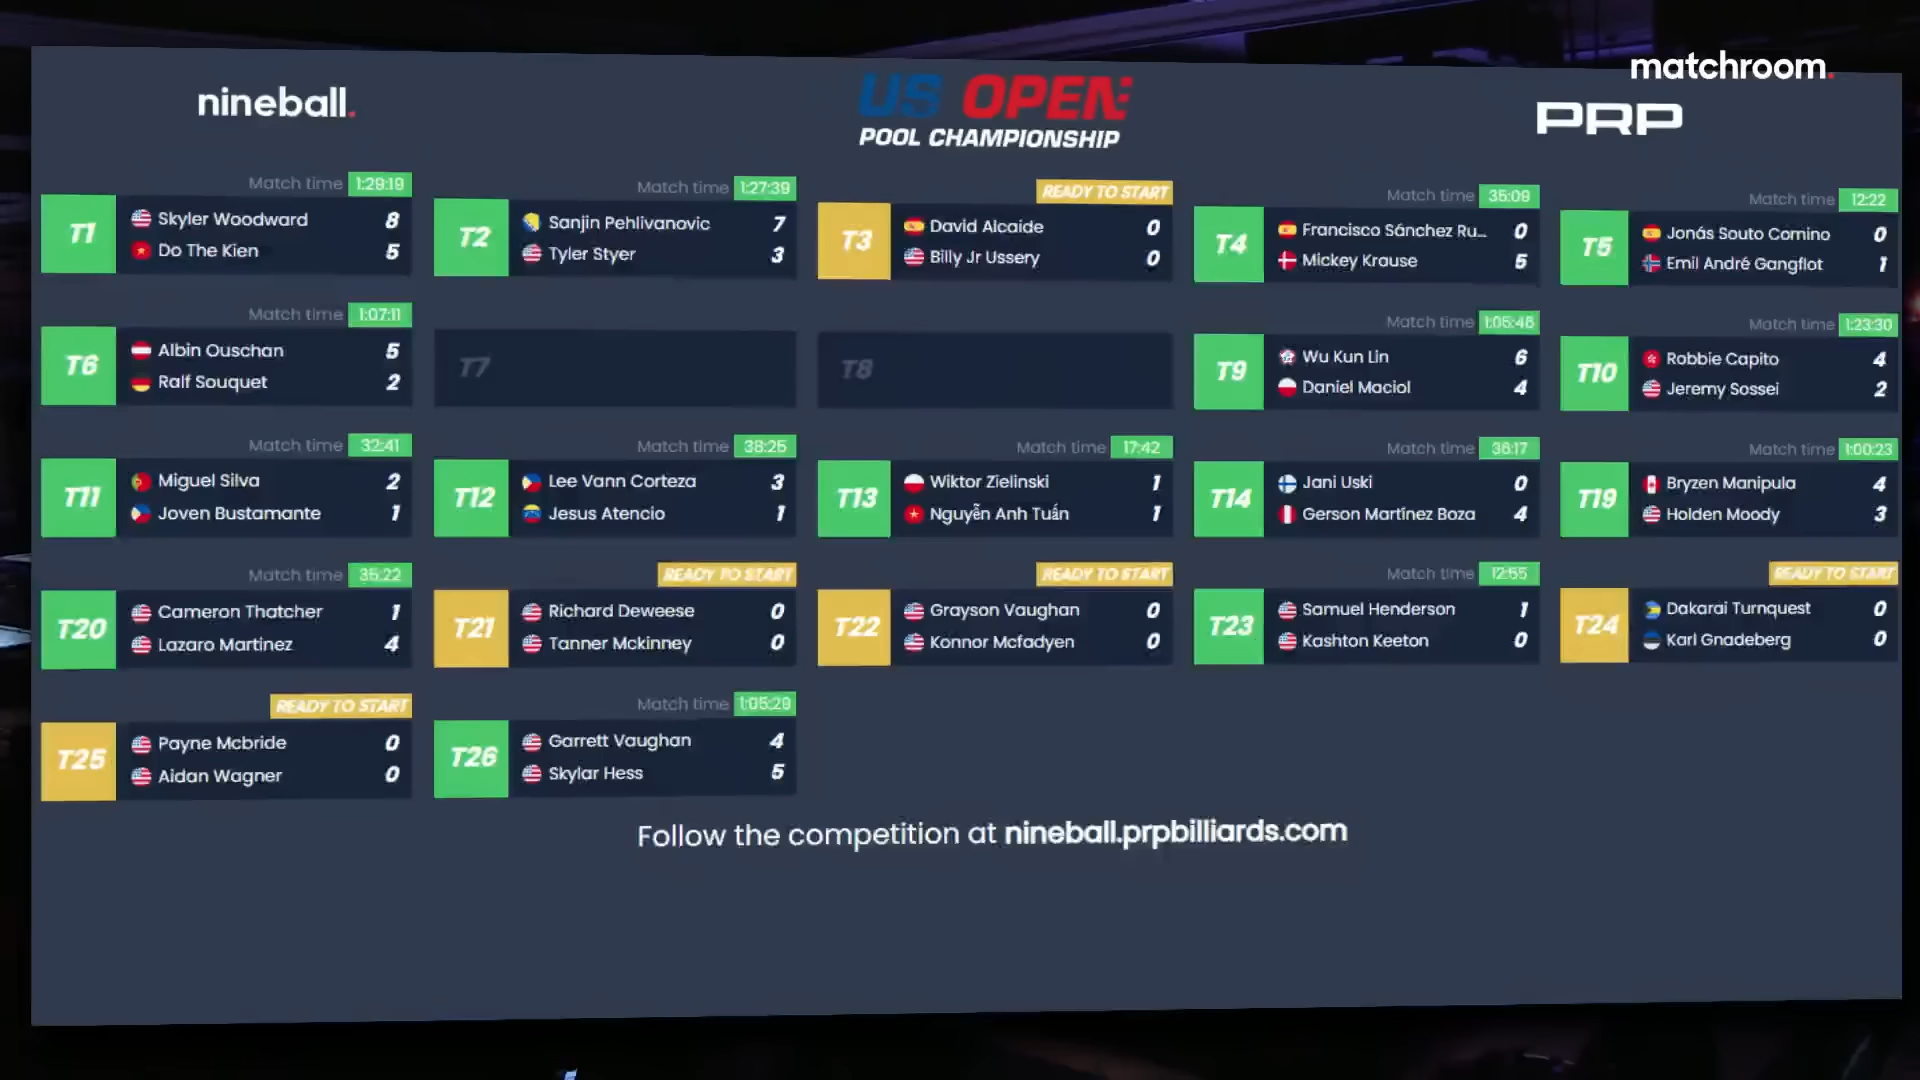 matchroom.
nineball.
US OPEN
POOL CHAMPIONSHIP
PRP
Match time 1:29:19
T1
Skyler Woodward 8
Do The Kien 5
Match time 1:27:39
T2
Sanjin Pehlivanovic 7
Tyler Styer 3
READY TO START
T3
David Alcaide 0
Billy Jr Ussery 0
Match time 35:09
T4
Francisco Sánchez Ru... 0
Mickey Krause 5
Match time 12:22
T5
Jonás Souto Comino 0
Emil André Gangflot 1
Match time 1:07:11
T6
Albin Ouschan 5
Ralf Souquet 2
T7
T8
Match time 1:05:46
T9
Wu Kun Lin 6
Daniel Maciol 4
Match time 1:23:30
T10
Robbie Capito 4
Jeremy Sossei 2
Match time 32:41
T11
Miguel Silva 2
Joven Bustamante 1
Match time 38:25
T12
Lee Vann Corteza 3
Jesus Atencio 1
Match time 17:42
T13
Wiktor Zielinski 1
Nguyễn Anh Tuấn 1
Match time 36:17
T14
Jani Uski 0
Gerson Martínez Boza 4
Match time 1:00:23
T19
Bryzen Manipula 4
Holden Moody 3
Match time 35:22
T20
Cameron Thatcher 1
Lazaro Martinez 4
READY TO START
T21
Richard Deweese 0
Tanner Mckinney 0
READY TO START
T22
Grayson Vaughan 0
Konnor Mcfadyen 0
Match time 12:55
T23
Samuel Henderson 1
Kashton Keeton 0
READY TO START
T24
Dakarai Turnquest 0
Karl Gnadeberg 0
READY TO START
T25
Payne Mcbride 0
Aidan Wagner 0
Match time 1:05:29
T26
Garrett Vaughan 4
Skylar Hess 5
Follow the competition at nineball.prpbilliards.com